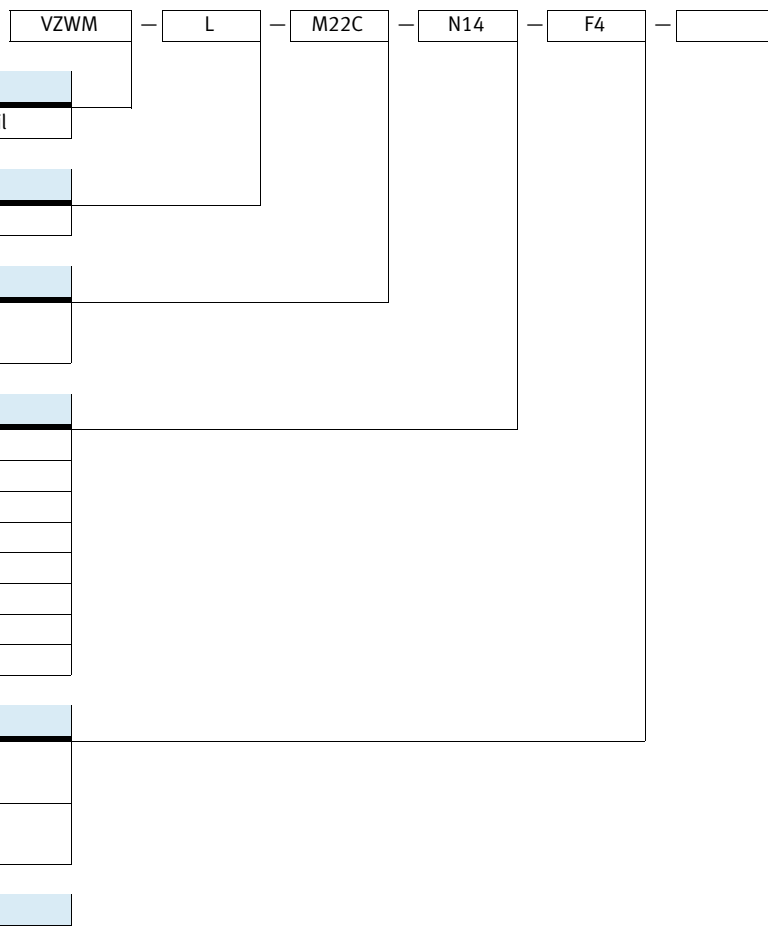 VZWM — L — M22C — N14 — F4 —